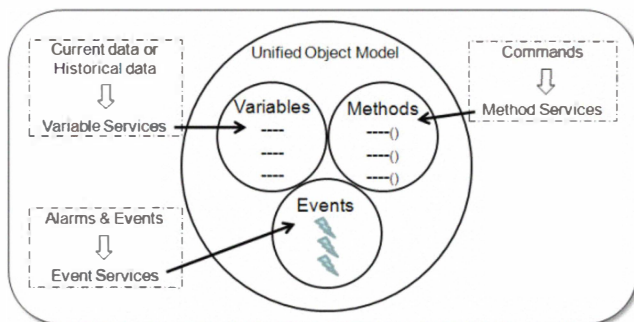 Current data or
Historical data
Variable Services
Unified Object Model
Commands
Method Services
Variables
----
----
----
Methods
----()
----()
----()
Events
Alarms & Events
Event Services